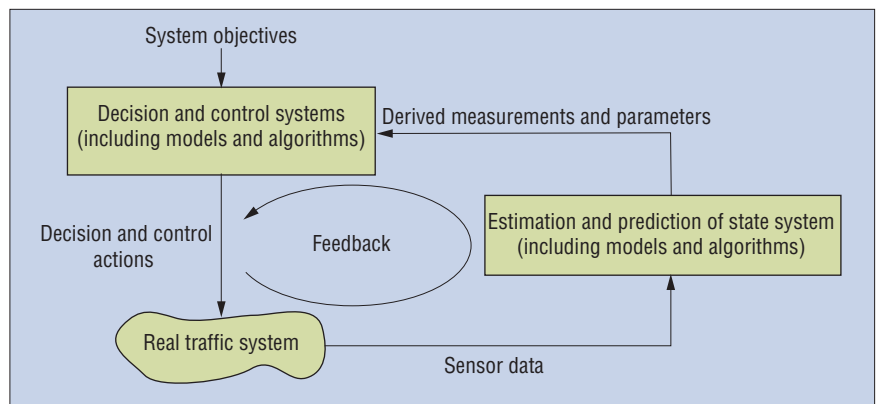 System objectives
Decision and control systems
(including models and algorithms)
Derived measurements and parameters
Estimation and prediction of state system
(including models and algorithms)
Decision and control
actions
Feedback
Real traffic system
Sensor data